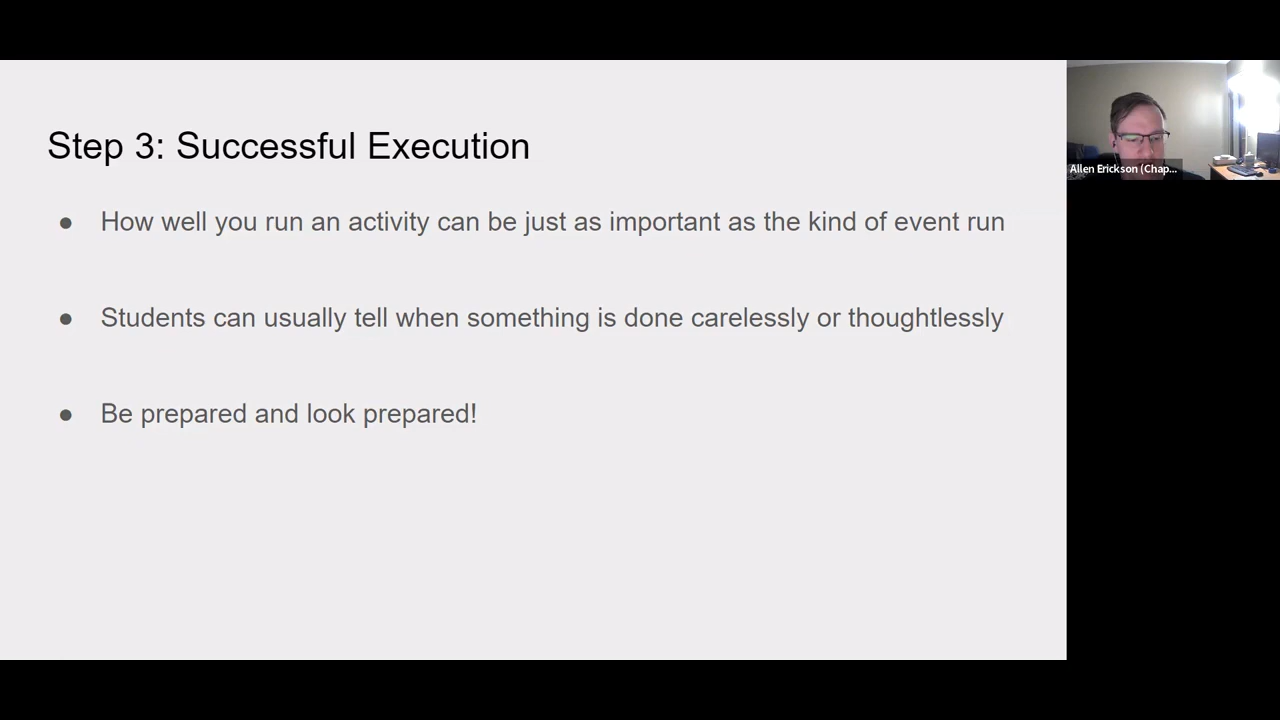 Step 3: Successful Execution
● How well you run an activity can be just as important as the kind of event run
● Students can usually tell when something is done carelessly or thoughtlessly
● Be prepared and look prepared!
Allen Erickson (Chap...